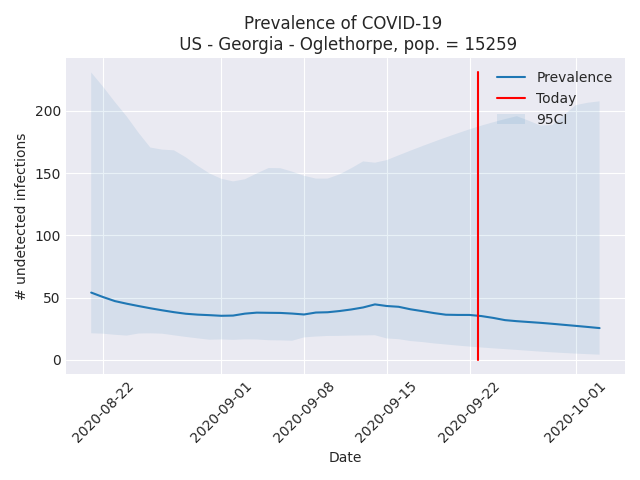 Prevalence of COVID-19
US - Georgia - Oglethorpe, pop. = 15259
Prevalence
Today
95CI
# undetected infections
200
150
100
50
0
2020-08-22
2020-09-01
2020-09-08
2020-09-15
2020-09-22
2020-10-01
Date